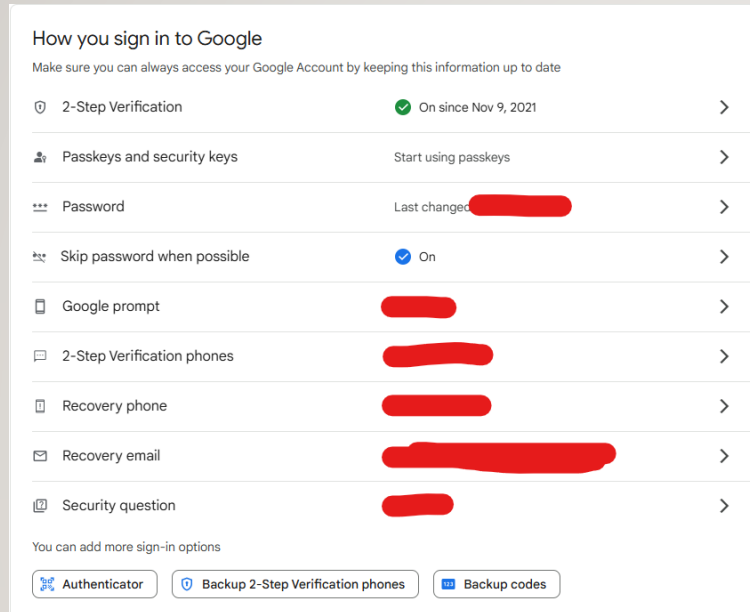 How you sign in to Google
Make sure you can always access your Google Account by keeping this information up to date
2-Step Verification On since Nov 9, 2021
Passkeys and security keys Start using passkeys
Password Last changed
Skip password when possible On
Google prompt
2-Step Verification phones
Recovery phone
Recovery email
Security question
You can add more sign-in options
Authenticator Backup 2-Step Verification phones 123 Backup codes